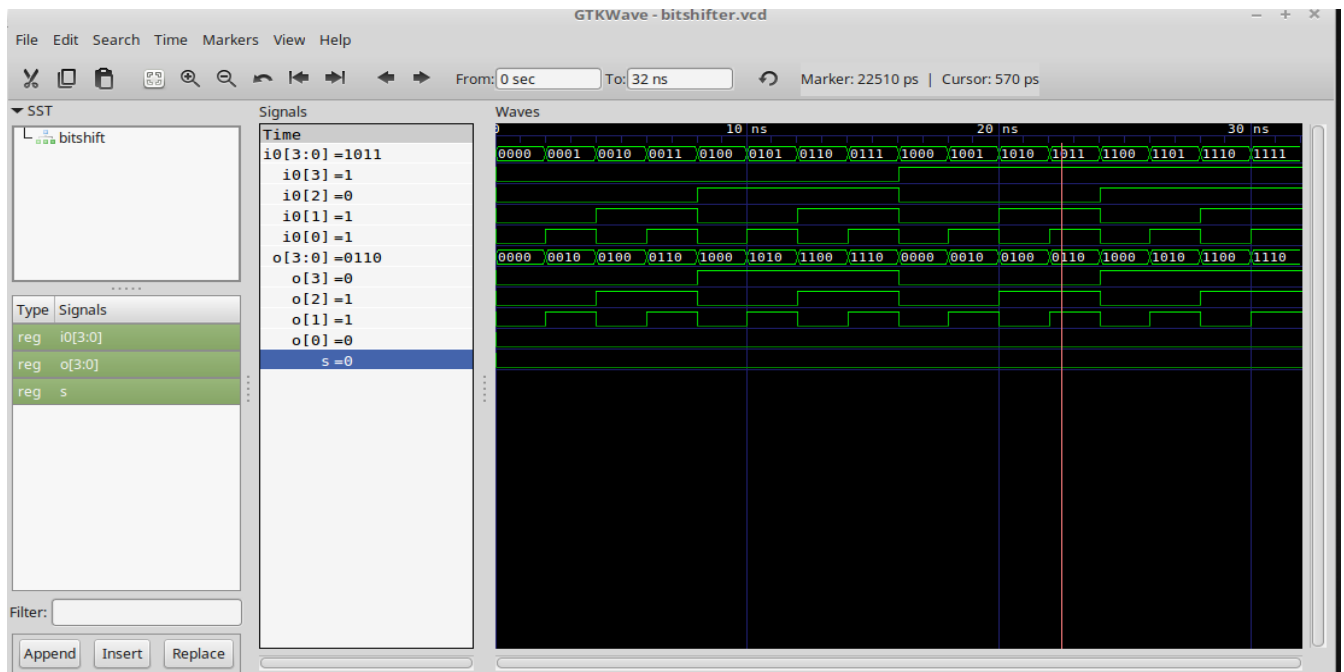 GTKWave - bitshifter.vcd
File Edit Search Time Markers View Help
From: 0 sec To: 32 ns Marker: 22510 ps | Cursor: 570 ps
SST
bitshift
Type Signals
reg i0[3:0]
reg o[3:0]
reg s
Filter:
Append Insert Replace
Signals
Time
i0[3:0]=1011
i0[3]=1
i0[2]=0
i0[1]=1
i0[0]=1
o[3:0]=0110
o[3]=0
o[2]=1
o[1]=1
o[0]=0
s=0
Waves
0 10 ns 20 ns 30 ns
0000 0001 0010 0011 0100 0101 0110 0111 1000 1001 1010 1011 1100 1101 1110 1111
0000 0010 0100 0110 1000 1010 1100 1110 0000 0010 0100 0110 1000 1010 1100 1110